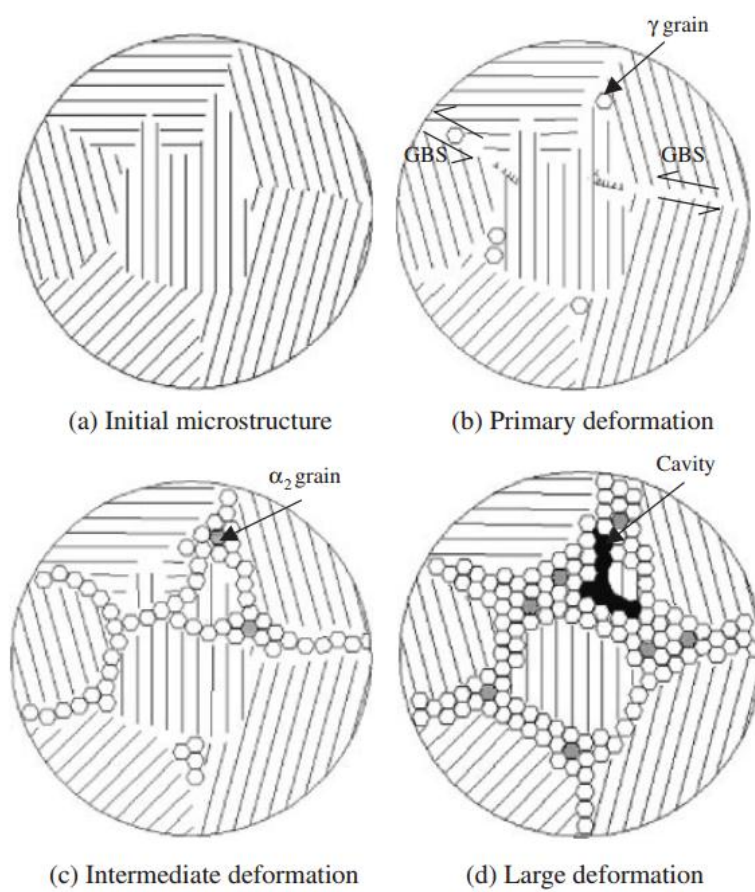 γ grain
GBS
GBS
(a) Initial microstructure
(b) Primary deformation
α₂ grain
Cavity
(c) Intermediate deformation
(d) Large deformation